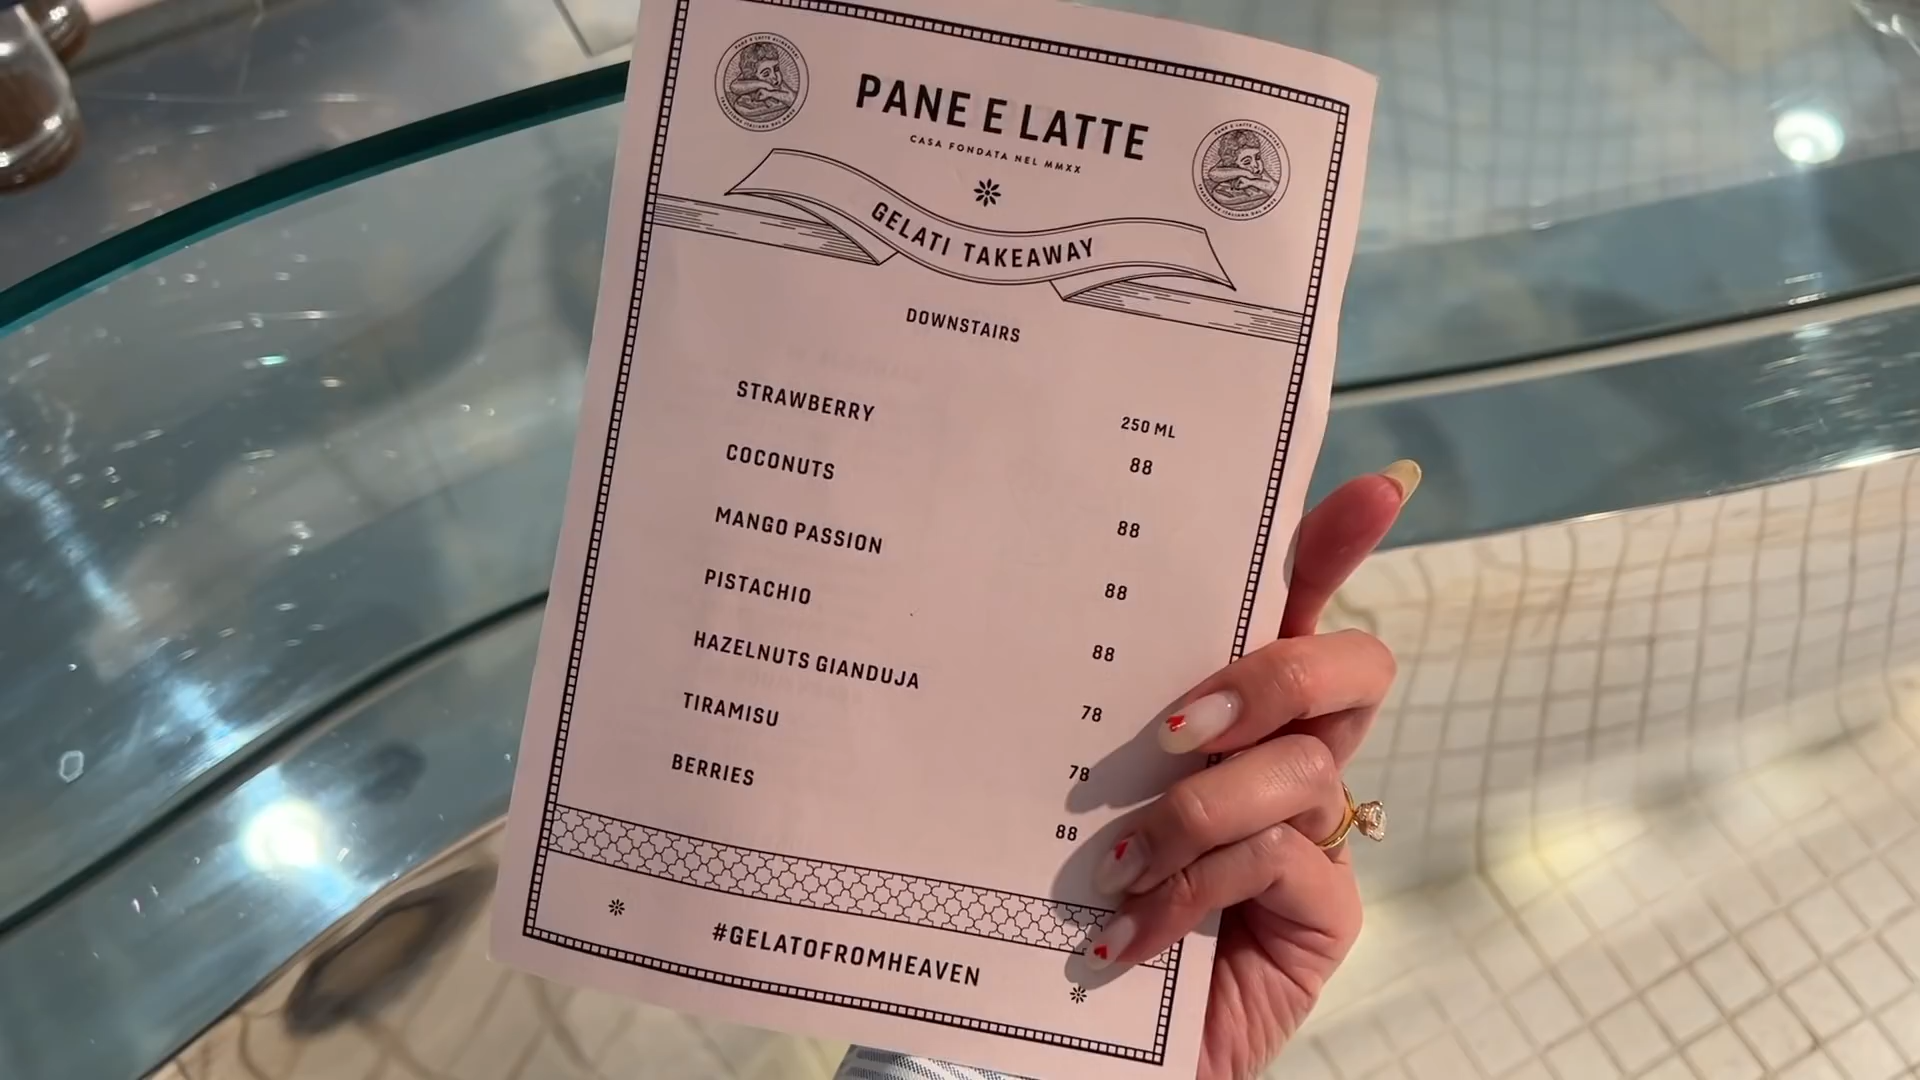 PANE E LATTE
CASA FONDATA NEL MMXX
GELATI TAKEAWAY
DOWNSTAIRS
250 ML
STRAWBERRY 88
COCONUTS 88
MANGO PASSION 88
PISTACHIO 88
HAZELNUTS GIANDUJA 78
TIRAMISU 78
BERRIES 88
#GELATOFROMHEAVEN